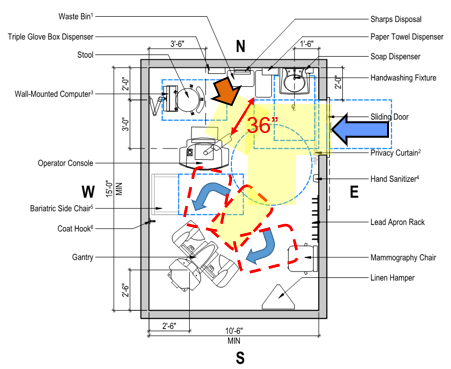 Waste Bin¹
Sharps Disposal
Triple Glove Box Dispenser
N
Paper Towel Dispenser
Stool
3'-6"
1'-6"
Soap Dispenser
2'-0"
2'-0"
Handwashing Fixture
Wall-Mounted Computer³
36"
Sliding Door
3'-0"
Privacy Curtain²
Operator Console
15'-0"
MIN
Hand Sanitizer⁴
W
E
Bariatric Side Chair⁵
Lead Apron Rack
Coat Hook⁶
Gantry
Mammography Chair
2'-6"
Linen Hamper
2'-6"
10'-6"
MIN
S